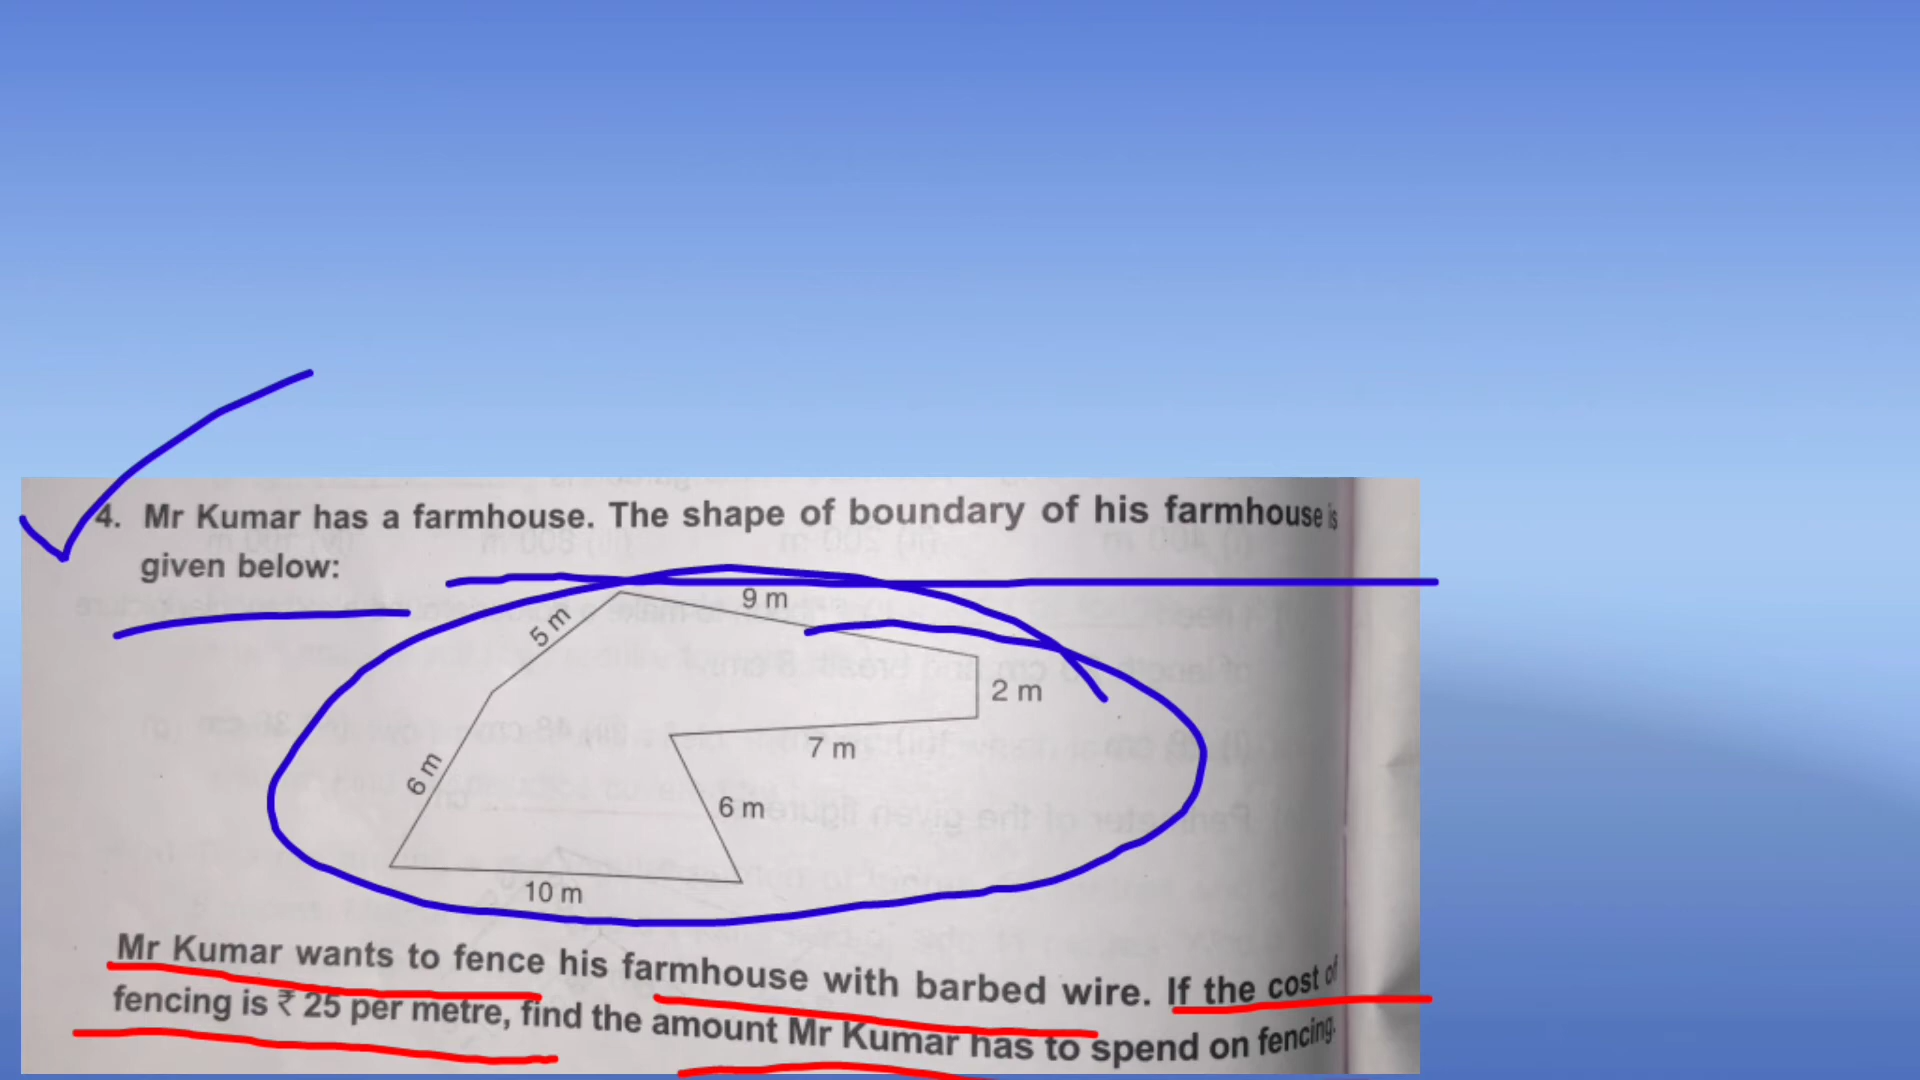 4. Mr Kumar has a farmhouse. The shape of boundary of his farmhouse is
given below:
9 m
5 m
2 m
7 m
6 m
6 m
10 m
Mr Kumar wants to fence his farmhouse with barbed wire. If the cost of
fencing is ₹ 25 per metre, find the amount Mr Kumar has to spend on fencing.